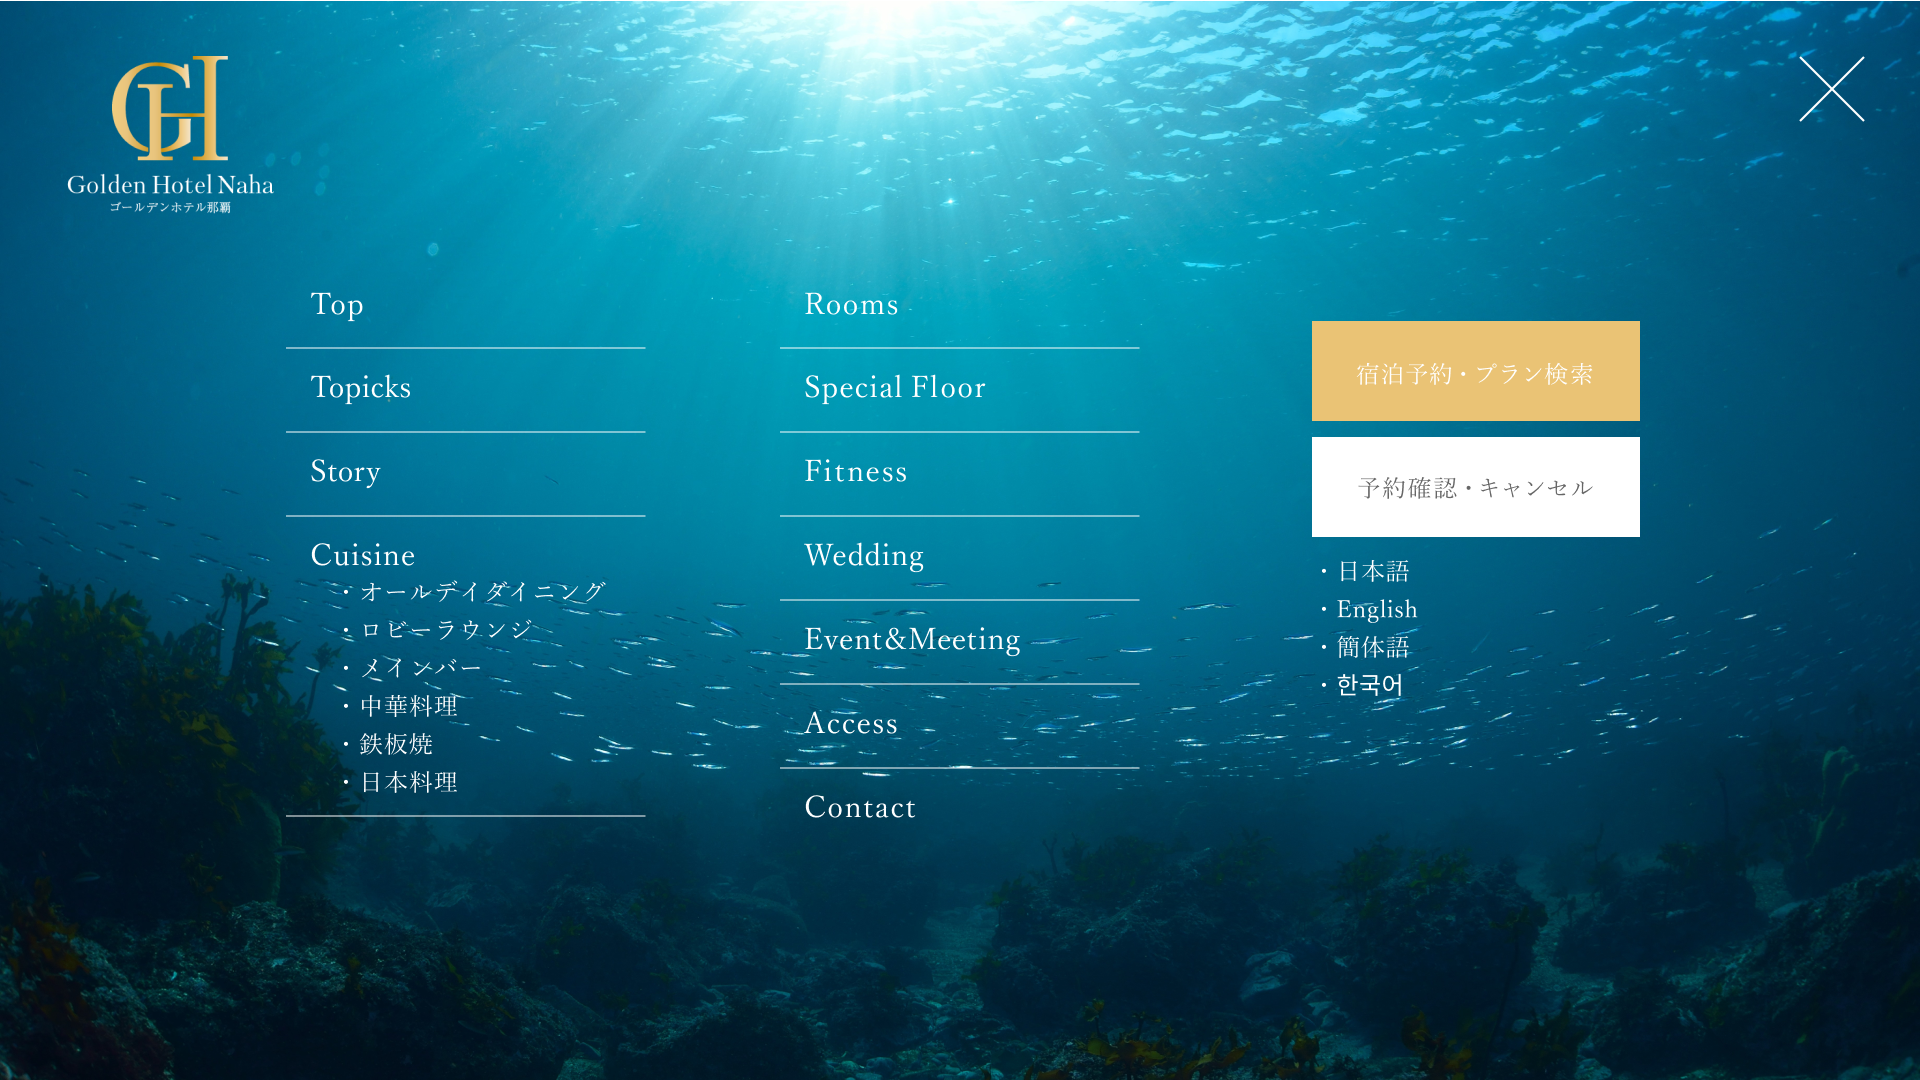 GH
Golden Hotel Naha
ゴールデンホテル那覇
Top
Topicks
Story
Cuisine
・オールデイダイニング
・ロビーラウンジ
・メインバー
・中華料理
・鉄板焼
・日本料理
Rooms
Special Floor
Fitness
Wedding
Event&Meeting
Access
Contact
宿泊予約・プラン検索
予約確認・キャンセル
・日本語
・English
・簡体語
・한국어